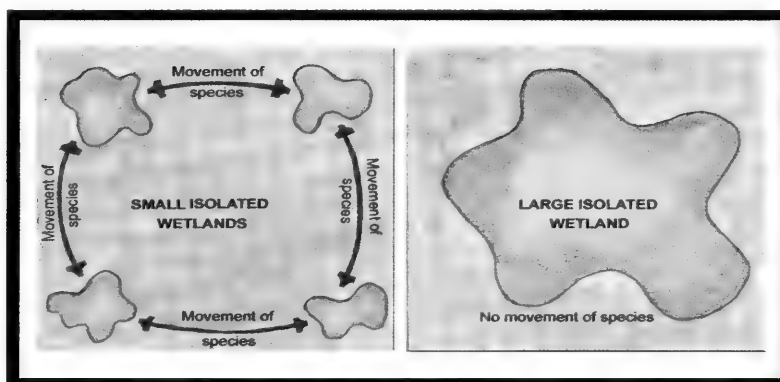 Movement of
species
Movement of
species
Movement of
species
SMALL ISOLATED
WETLANDS
Movement of
species
LARGE ISOLATED
WETLAND
No movement of species